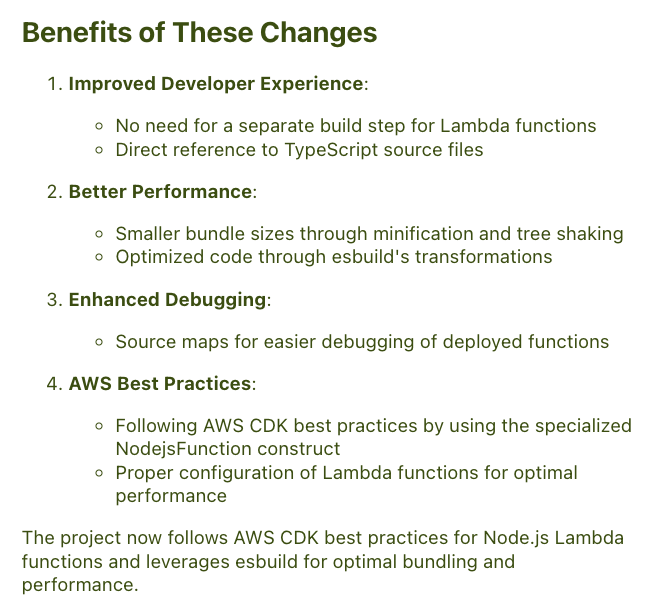 Benefits of These Changes
1. Improved Developer Experience:
◦ No need for a separate build step for Lambda functions
◦ Direct reference to TypeScript source files
2. Better Performance:
◦ Smaller bundle sizes through minification and tree shaking
◦ Optimized code through esbuild's transformations
3. Enhanced Debugging:
◦ Source maps for easier debugging of deployed functions
4. AWS Best Practices:
◦ Following AWS CDK best practices by using the specialized
NodejsFunction construct
◦ Proper configuration of Lambda functions for optimal
performance
The project now follows AWS CDK best practices for Node.js Lambda
functions and leverages esbuild for optimal bundling and
performance.